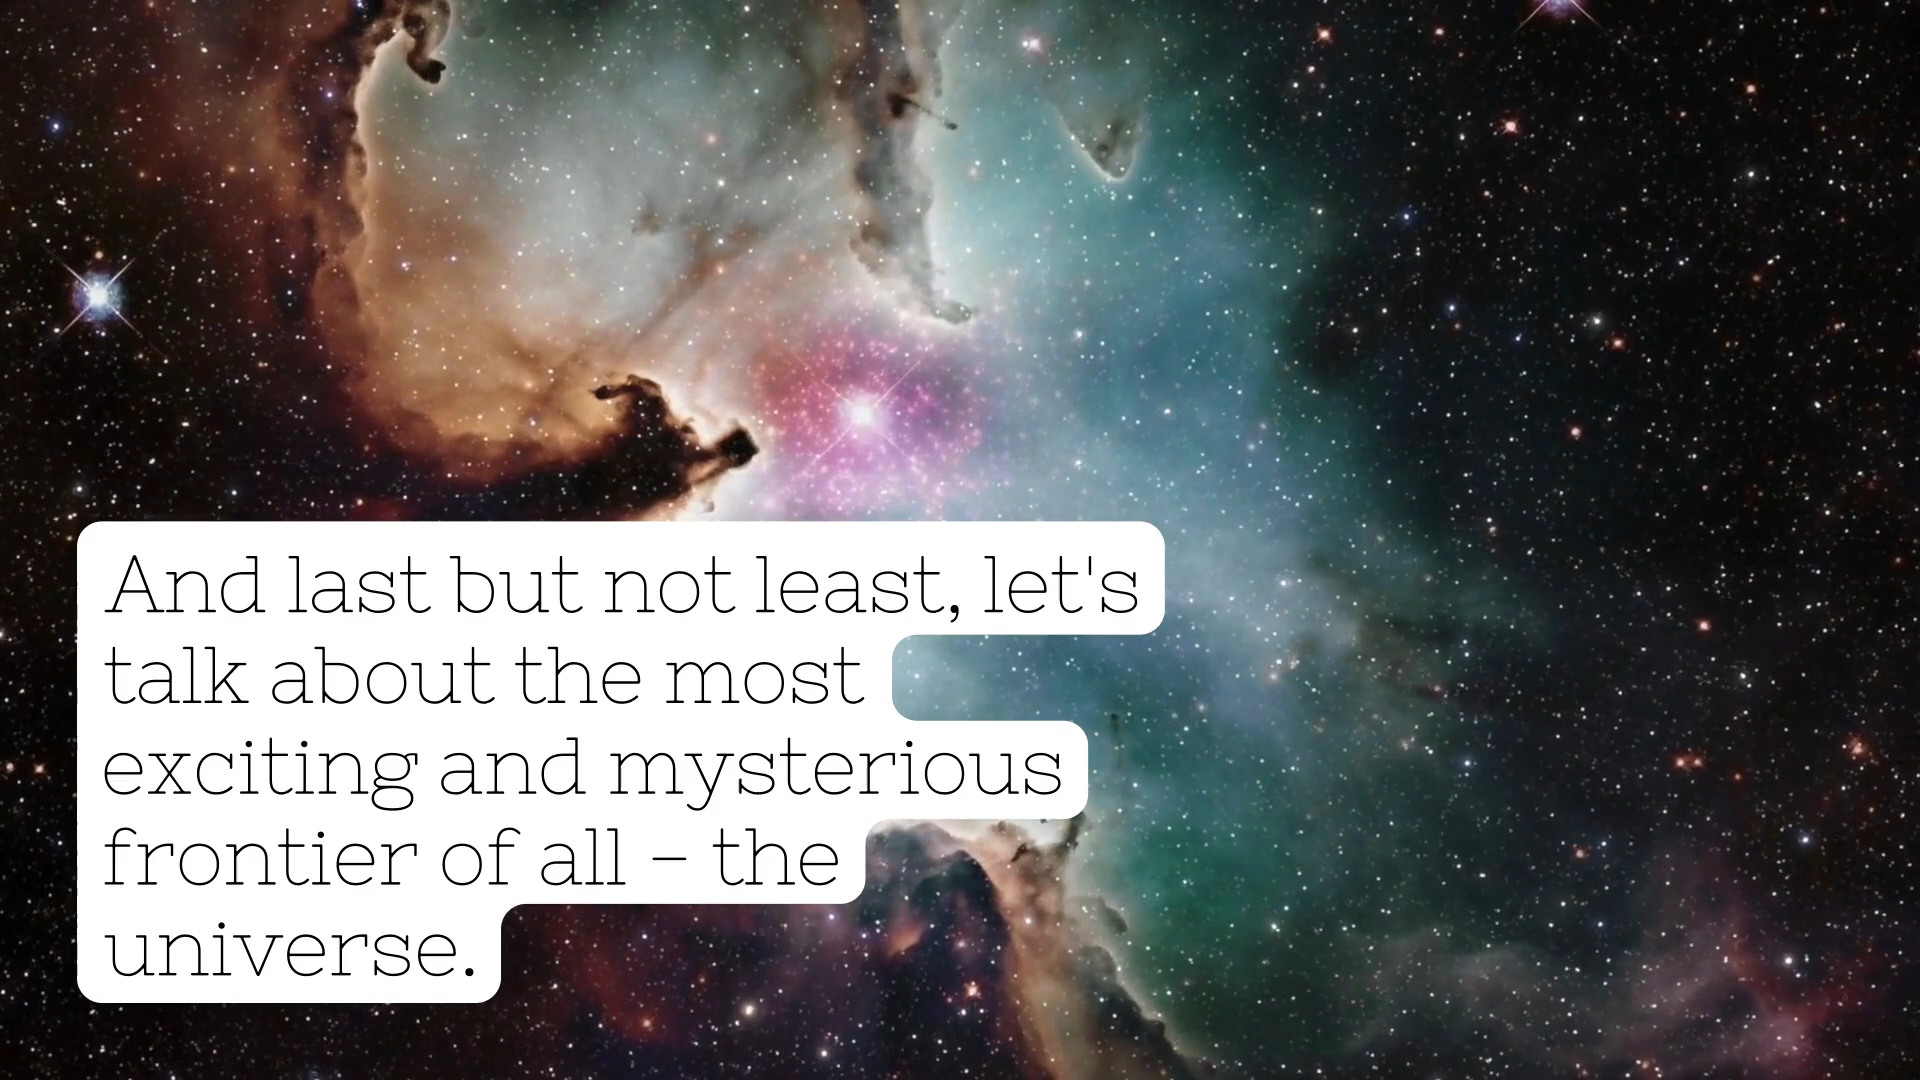 And last but not least, let's
talk about the most
exciting and mysterious
frontier of all – the
universe.